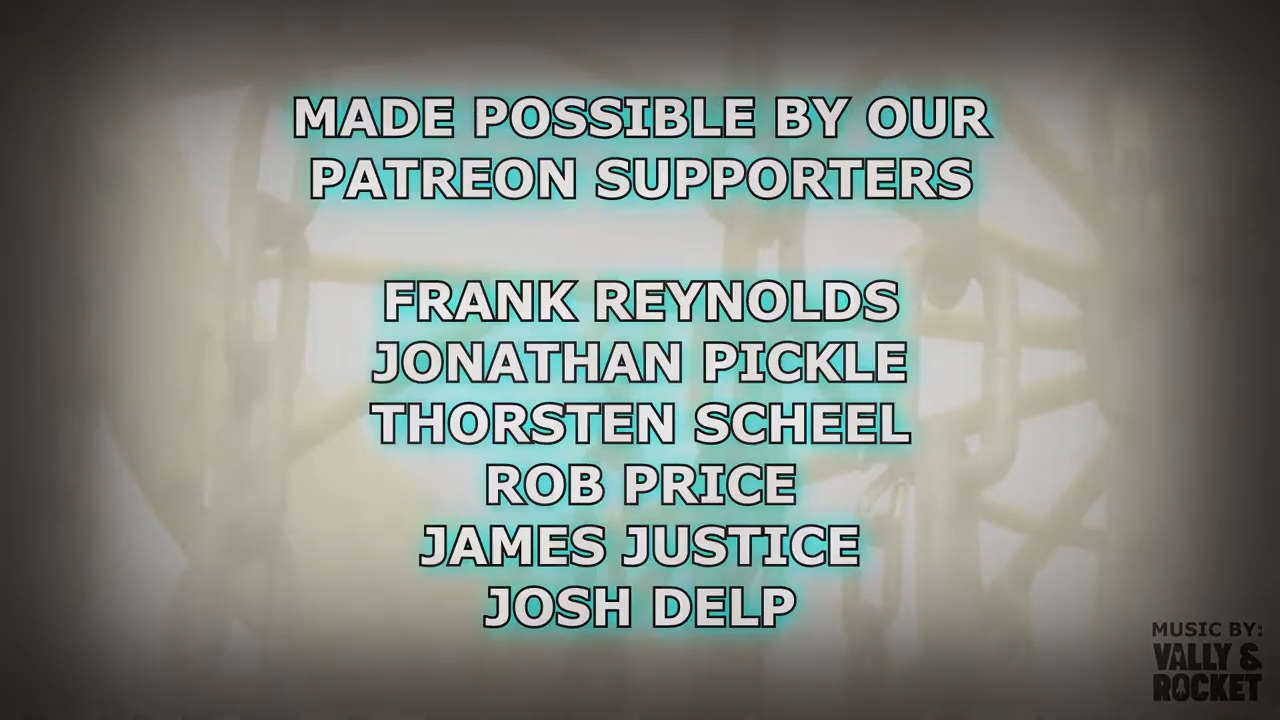 MADE POSSIBLE BY OUR
PATREON SUPPORTERS
FRANK REYNOLDS
JONATHAN PICKLE
THORSTEN SCHEEL
ROB PRICE
JAMES JUSTICE
JOSH DELP
MUSIC BY:
VALLY &
ROCKET